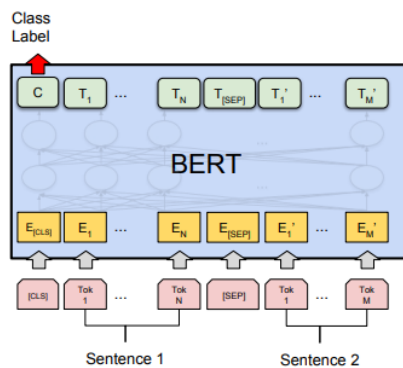 Class
Label
C T1 ... TN T[SEP] T1' ... TM'
...
BERT
...
E[CLS] E1 ... EN E[SEP] E1' ... EM'
[CLS] Tok 1 ... Tok N [SEP] Tok 1 ... Tok M
Sentence 1 Sentence 2